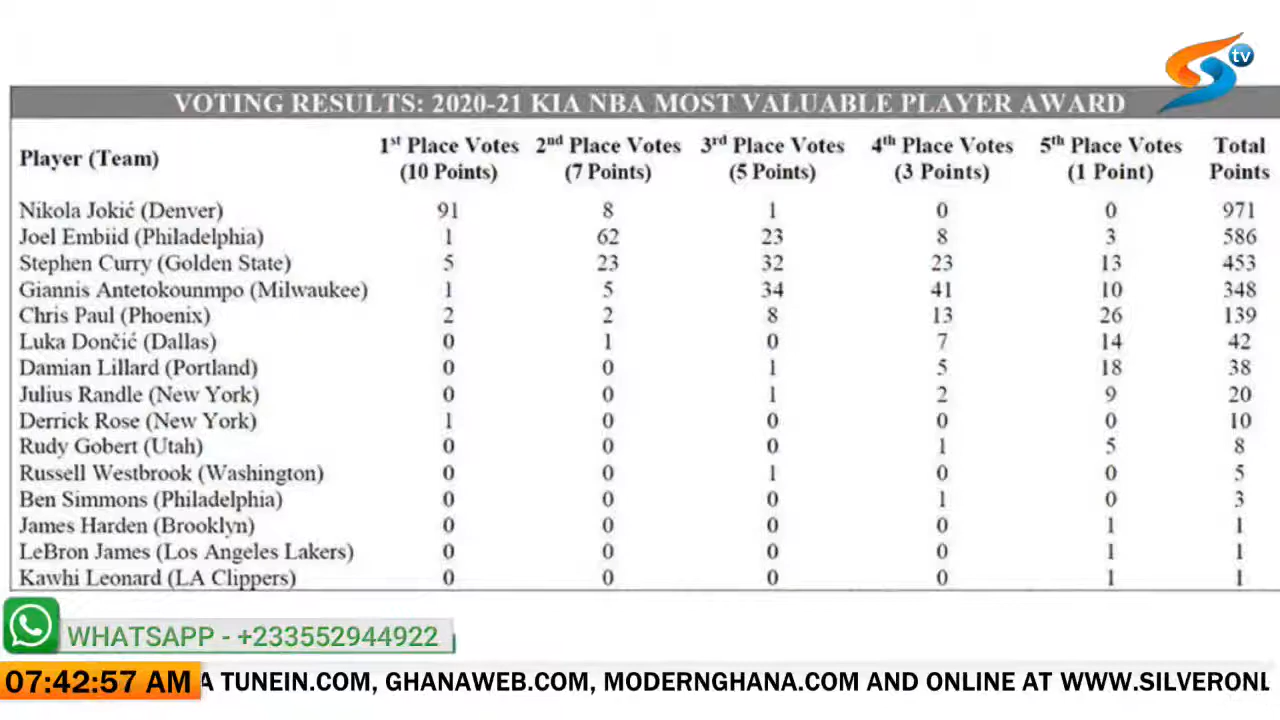 tv
VOTING RESULTS: 2020-21 KIA NBA MOST VALUABLE PLAYER AWARD
Player (Team) 1st Place Votes (10 Points) 2nd Place Votes (7 Points) 3rd Place Votes (5 Points) 4th Place Votes (3 Points) 5th Place Votes (1 Point) Total Points
Nikola Jokić (Denver) 91 8 1 0 0 971
Joel Embiid (Philadelphia) 1 62 23 8 3 586
Stephen Curry (Golden State) 5 23 32 23 13 453
Giannis Antetokounmpo (Milwaukee) 1 5 34 41 10 348
Chris Paul (Phoenix) 2 2 8 13 26 139
Luka Dončić (Dallas) 0 1 0 7 14 42
Damian Lillard (Portland) 0 0 1 5 18 38
Julius Randle (New York) 0 0 1 2 9 20
Derrick Rose (New York) 1 0 0 0 0 10
Rudy Gobert (Utah) 0 0 0 1 5 8
Russell Westbrook (Washington) 0 0 1 0 0 5
Ben Simmons (Philadelphia) 0 0 0 1 0 3
James Harden (Brooklyn) 0 0 0 0 1 1
LeBron James (Los Angeles Lakers) 0 0 0 0 1 1
Kawhi Leonard (LA Clippers) 0 0 0 0 1 1
WHATSAPP - +233552944922
07:42:57 AM A TUNEIN.COM, GHANAWEB.COM, MODERNGHANA.COM AND ONLINE AT WWW.SILVERONL